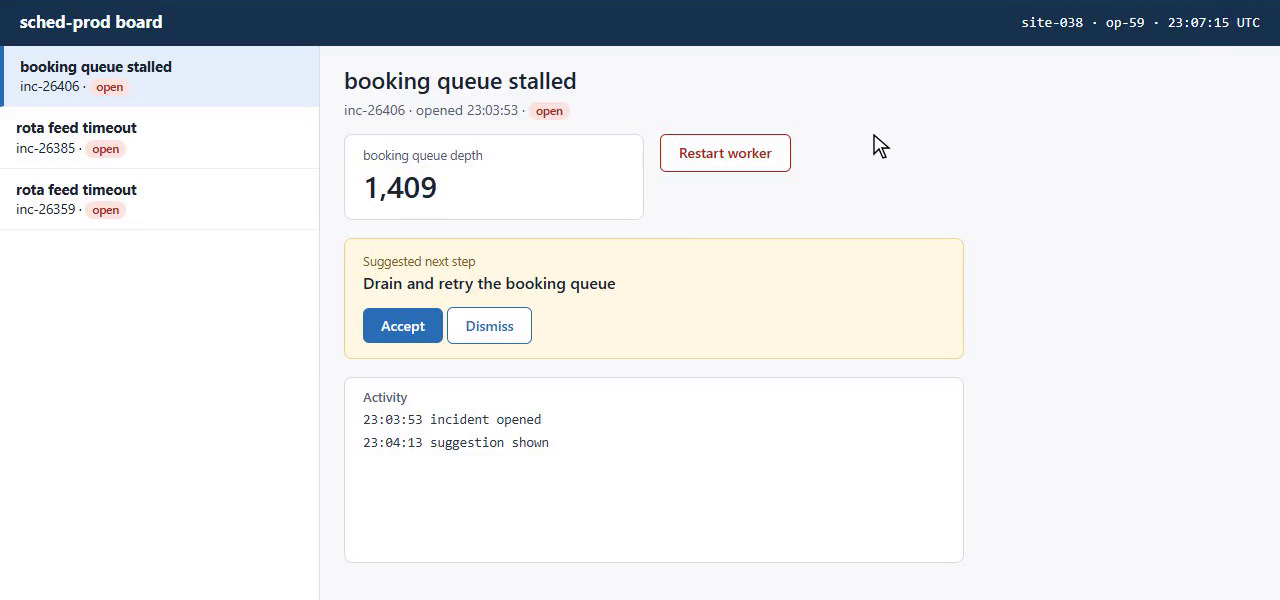 sched-prod board
site-038 · op-59 · 23:07:15 UTC
booking queue stalled
inc-26406 · open
rota feed timeout
inc-26385 · open
rota feed timeout
inc-26359 · open
booking queue stalled
inc-26406 · opened 23:03:53 · open
booking queue depth
1,409
Restart worker
Suggested next step
Drain and retry the booking queue
Accept
Dismiss
Activity
23:03:53 incident opened
23:04:13 suggestion shown